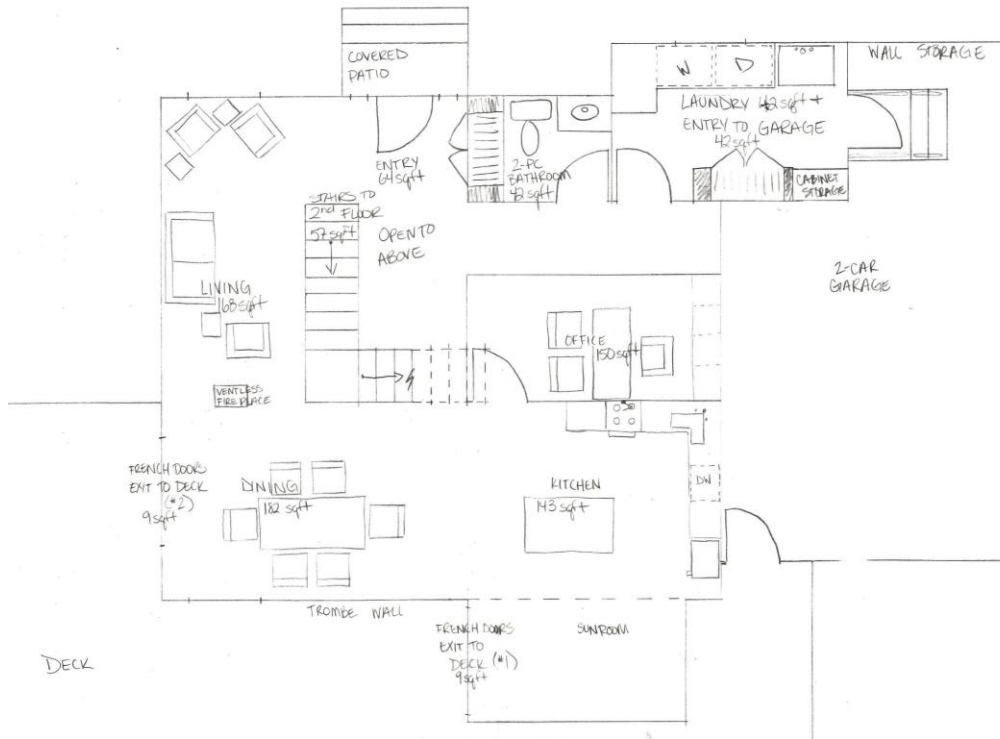 COVERED
PATIO
W
D
WALL STORAGE
LAUNDRY 42sqft +
ENTRY TO GARAGE
42sqft
ENTRY
64sqft
2-PC
BATHROOM
42sqft
CABINET
STORAGE
STAIRS TO
2nd FLOOR
57sqft
OPEN TO
ABOVE
2-CAR
GARAGE
LIVING
168sqft
OFFICE
150sqft
VENTLESS
FIREPLACE
FRENCH DOORS
EXIT TO DECK
(#2)
9sqft
DINING
182 sqft
KITCHEN
143 sqft
DW
TROMBE WALL
FRENCH DOORS
EXIT TO
DECK (#1)
9sqft
SUNROOM
DECK